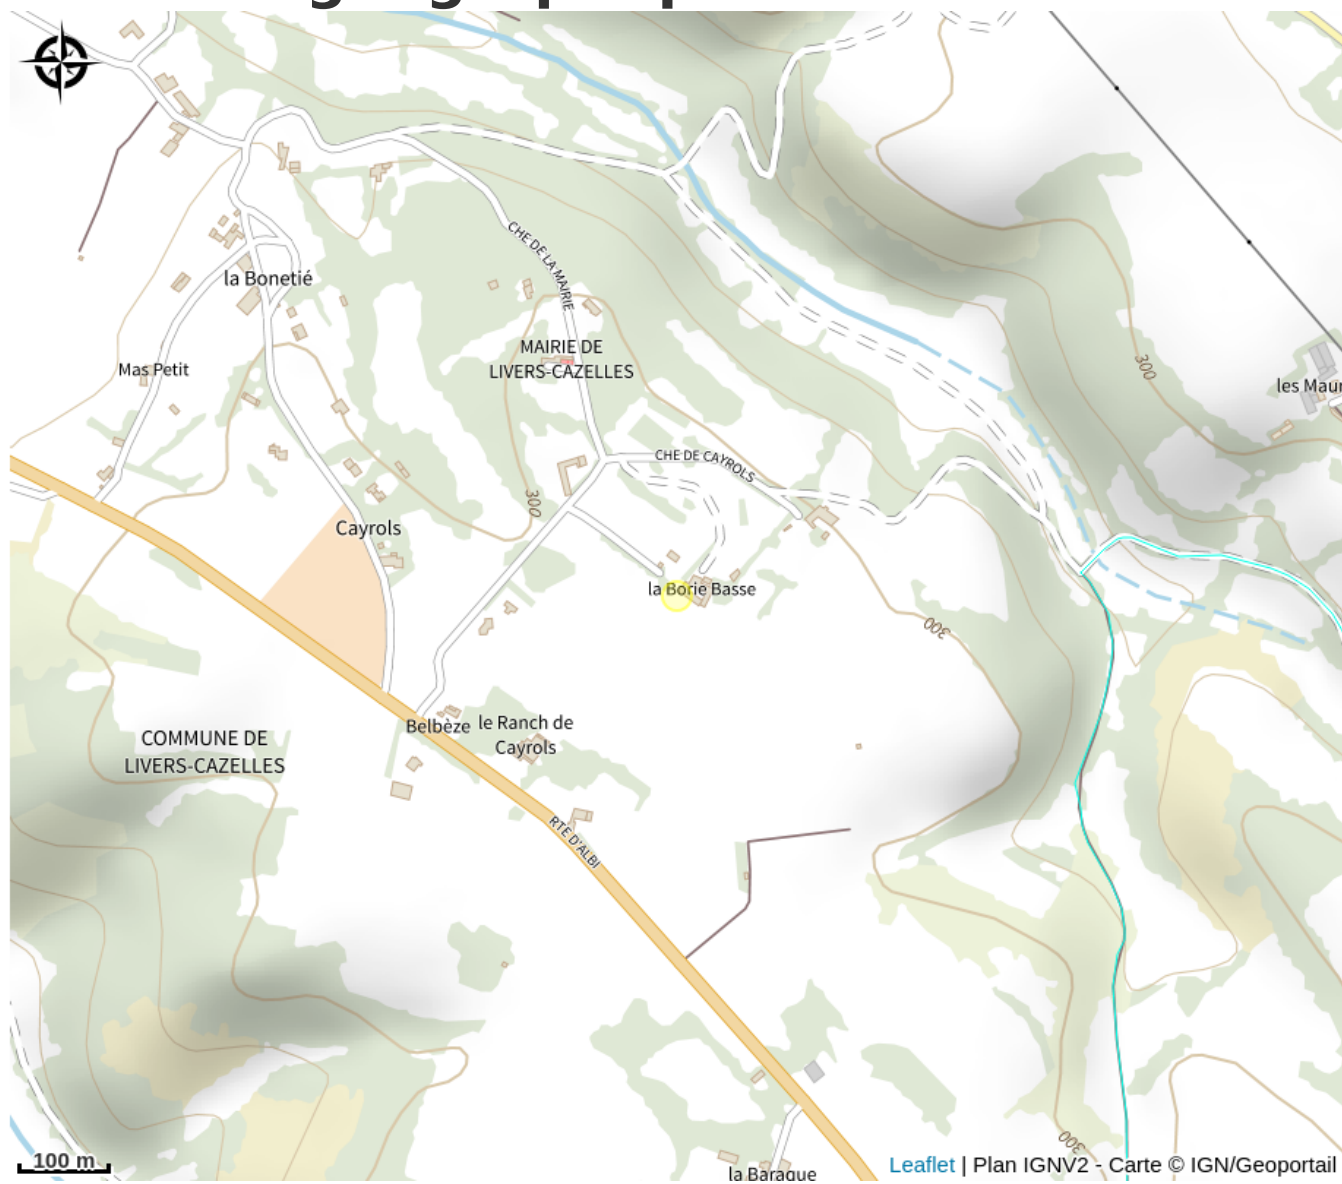 CHE DE LA MAIRIE
la Bonetié
MAIRIE DE
LIVERS-CAZELLES
300
Mas Petit
les Maur
CHE DE CAYROLS
300
Cayrols
la Borie Basse
300
Belbèze
le Ranch de
Cayrols
COMMUNE DE
LIVERS-CAZELLES
RTE D'ALBI
300
100 m
la Baraque
Leaflet | Plan IGNV2 - Carte © IGN/Geoportail